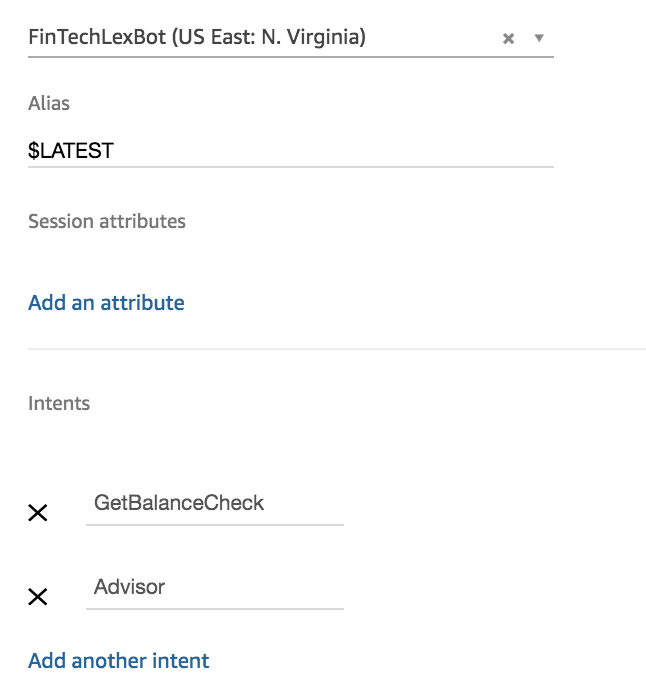 FinTechLexBot (US East: N. Virginia)
Alias
$LATEST
Session attributes
Add an attribute
Intents
GetBalanceCheck
Advisor
Add another intent